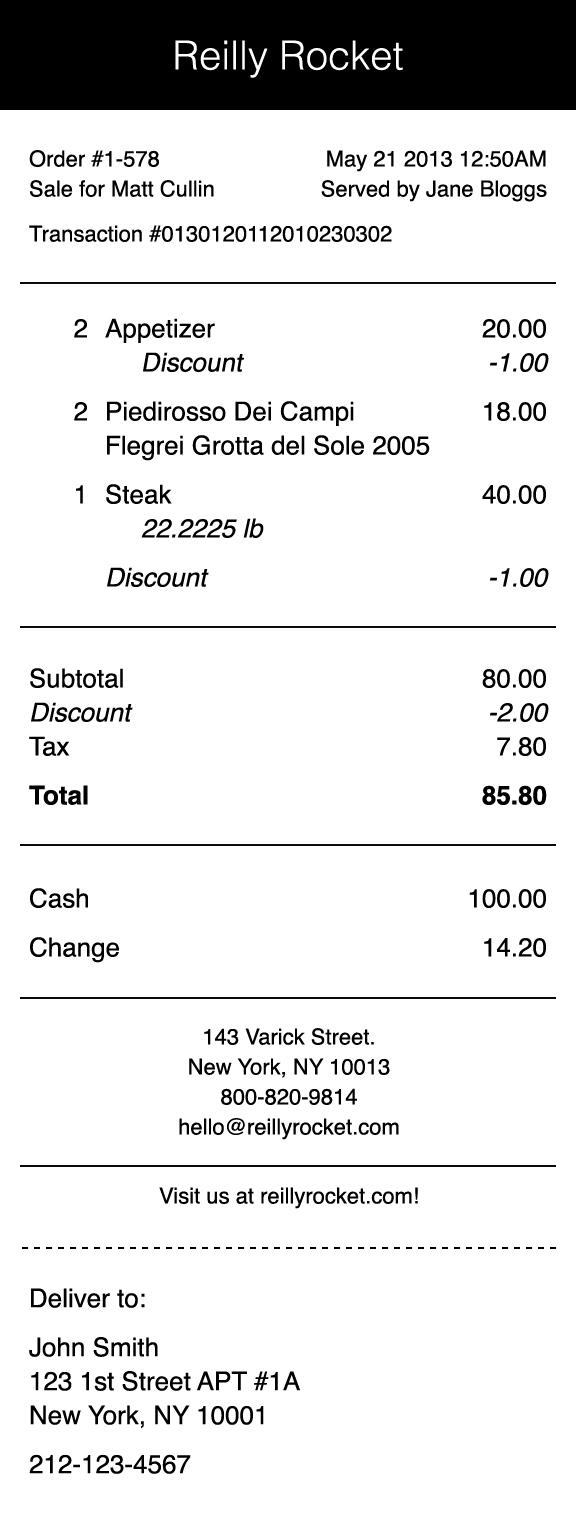 Reilly Rocket
Order #1-578 May 21 2013 12:50AM
Sale for Matt Cullin Served by Jane Bloggs
Transaction #0130120112010230302
2 Appetizer 20.00
Discount -1.00
2 Piedirosso Dei Campi 18.00
Flegrei Grotta del Sole 2005
1 Steak 40.00
22.2225 lb
Discount -1.00
Subtotal 80.00
Discount -2.00
Tax 7.80
Total 85.80
Cash 100.00
Change 14.20
143 Varick Street.
New York, NY 10013
800-820-9814
hello@reillyrocket.com
Visit us at reillyrocket.com!
Deliver to:
John Smith
123 1st Street APT #1A
New York, NY 10001
212-123-4567